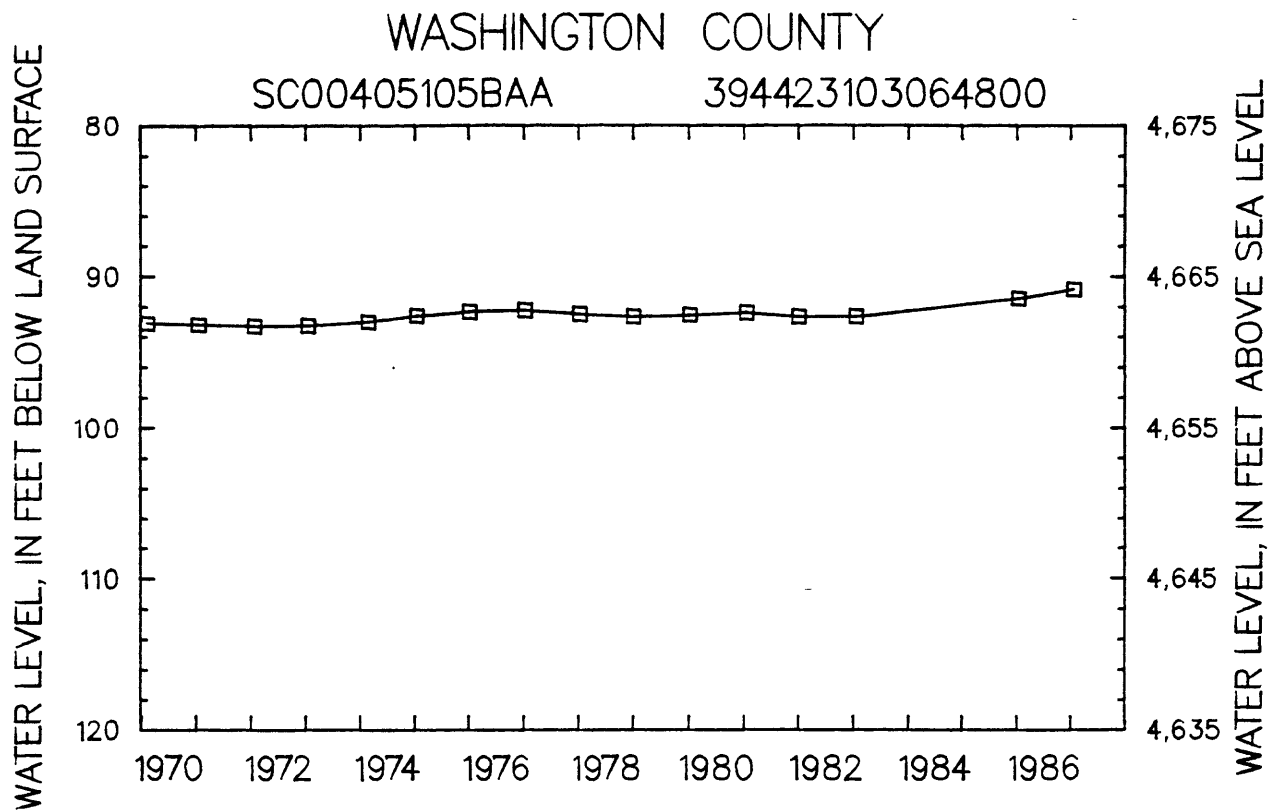 WASHINGTON COUNTY
SC00405105BAA 394423103064800
WATER LEVEL, IN FEET BELOW LAND SURFACE
80
90
100
110
120
4,675
4,665
4,655
4,645
4,635
WATER LEVEL, IN FEET ABOVE SEA LEVEL
1970 1972 1974 1976 1978 1980 1982 1984 1986